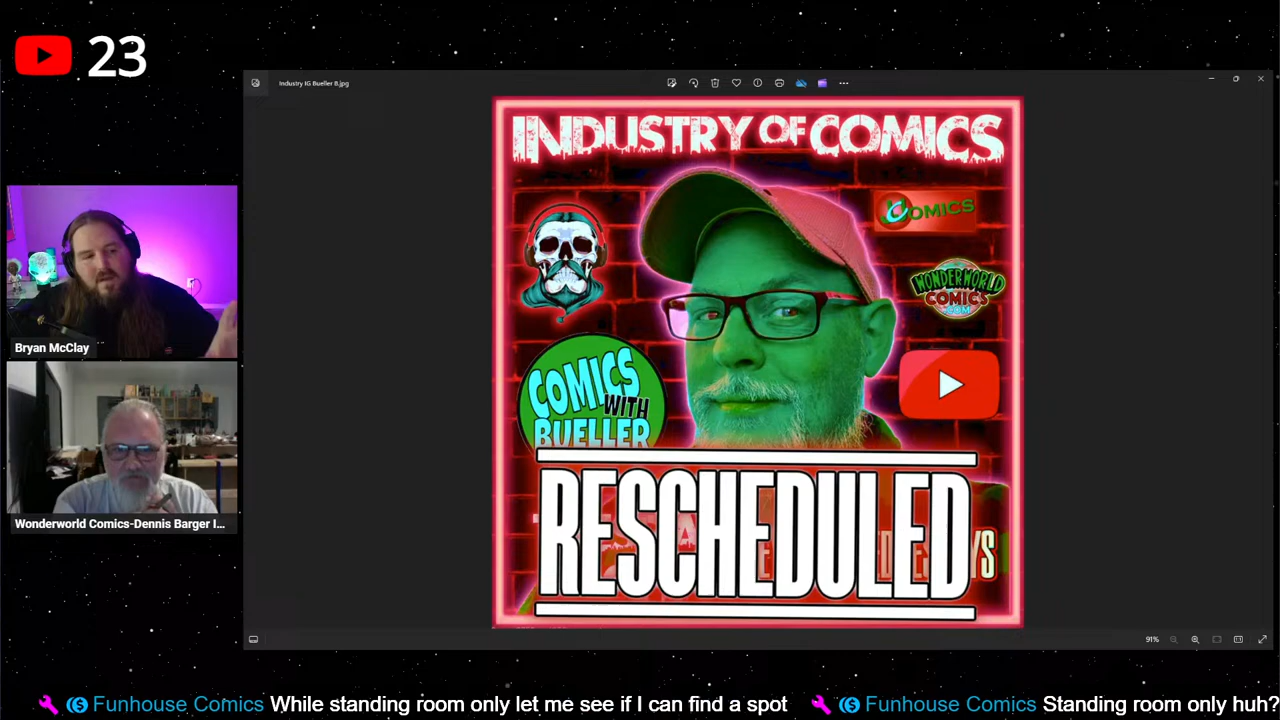 23
Industry IG Bueller B.jpg
INDUSTRY OF COMICS
COMICS
WONDERWORLD
COMICS
.COM
COMICS
WITH
BUELLER
RESCHEDULED
YS
Bryan McClay
Wonderworld Comics-Dennis Barger I...
91%
Funhouse Comics While standing room only let me see if I can find a spot
Funhouse Comics Standing room only huh?